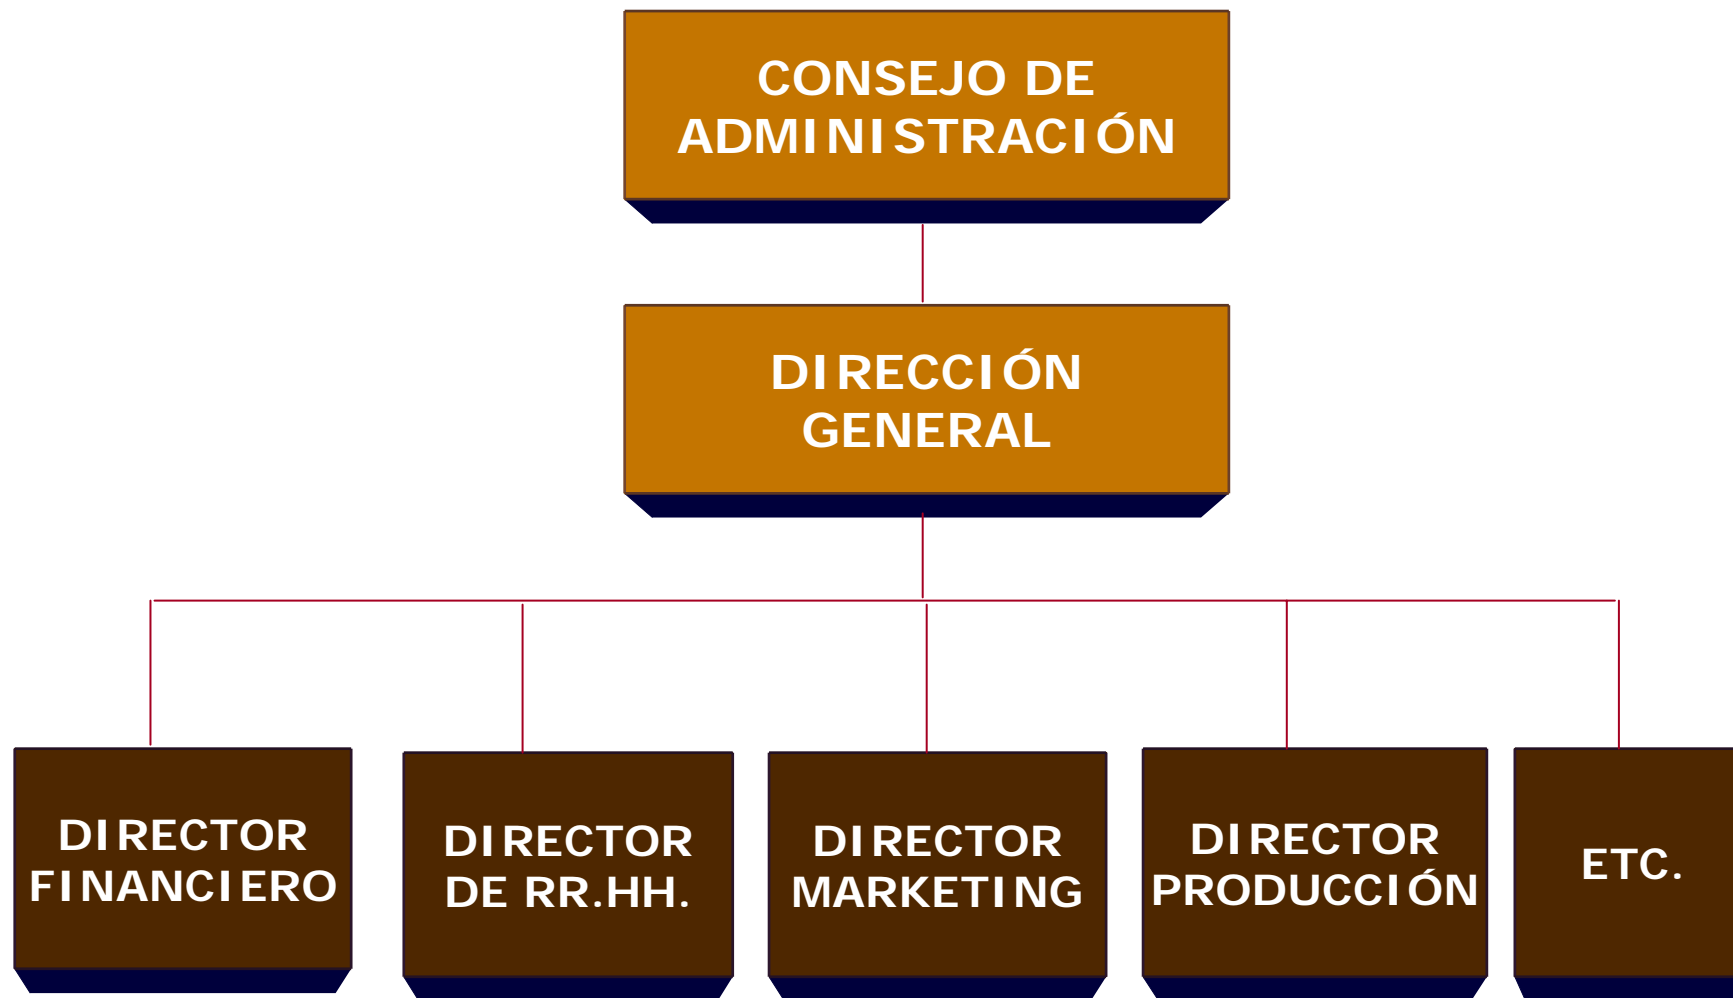 CONSEJO DE
ADMINISTRACIÓN
DIRECCIÓN
GENERAL
DIRECTOR
FINANCIERO
DIRECTOR
DE RR.HH.
DIRECTOR
MARKETING
DIRECTOR
PRODUCCIÓN
ETC.